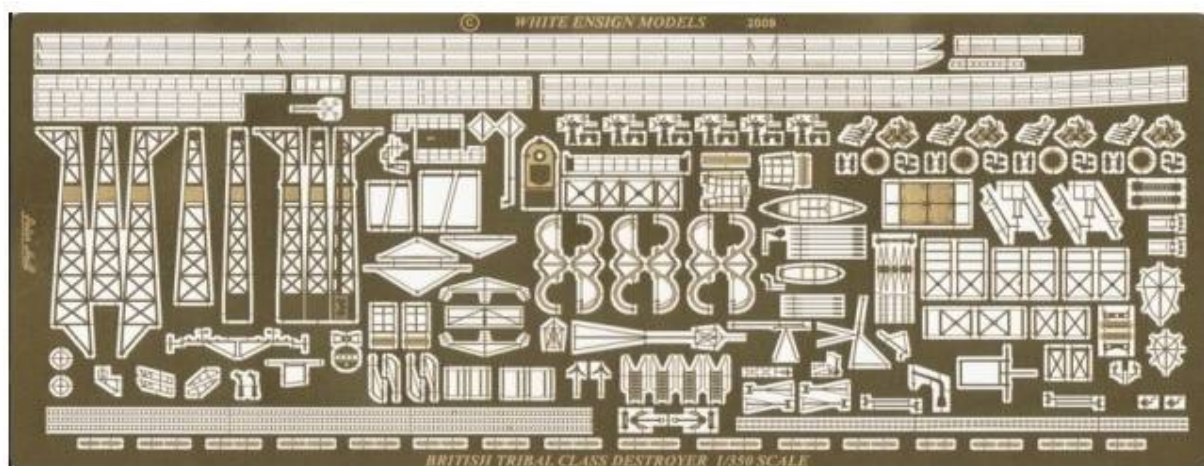 © WHITE ENSIGN MODELS 2009
BRITISH TRIBAL CLASS DESTROYER 1/350 SCALE